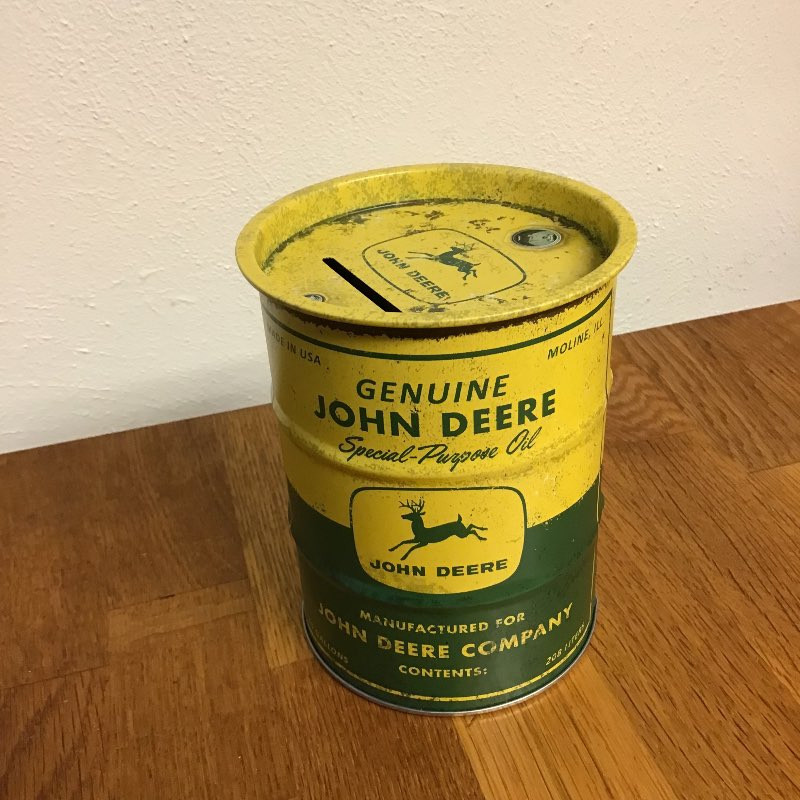 JOHN DEERE
MADE IN USA
MOLINE, ILL
GENUINE
JOHN DEERE
Special-Purpose Oil
JOHN DEERE
MANUFACTURED FOR
JOHN DEERE COMPANY
CONTENTS:
GALLONS
208 LITERS